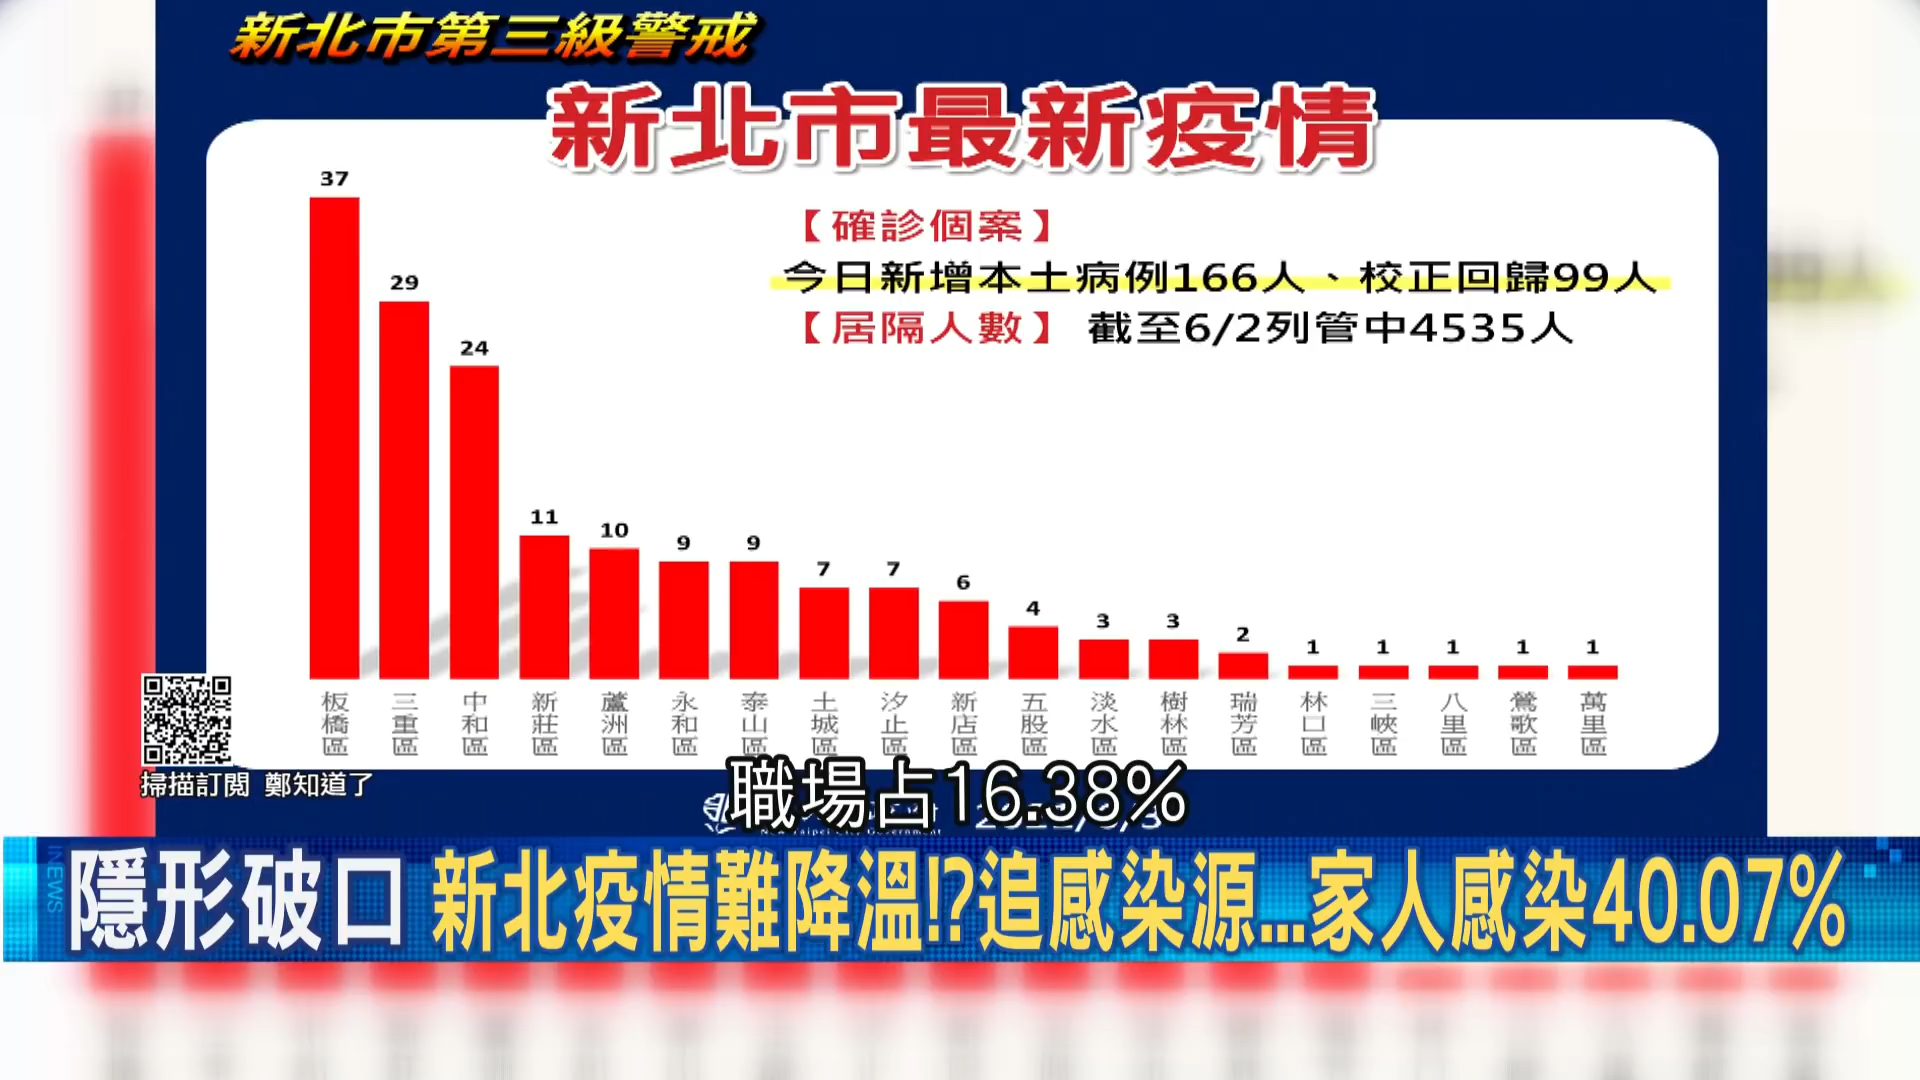 新北市第三級警戒
新北市最新疫情
【確診個案】
今日新增本土病例166人、校正回歸99人
【居隔人數】 截至6/2列管中4535人
37
29
24
11
10
9
9
7
7
6
4
3
3
2
1
1
1
1
1
板橋區
三重區
中和區
新莊區
蘆洲區
永和區
泰山區
土城區
汐止區
新店區
五股區
淡水區
樹林區
瑞芳區
林口區
三峽區
八里區
鶯歌區
萬里區
掃描訂閱 鄭知道了
職場占16.38%
New Taipei City Government
INEWS
隱形破口 新北疫情難降溫!?追感染源...家人感染40.07%